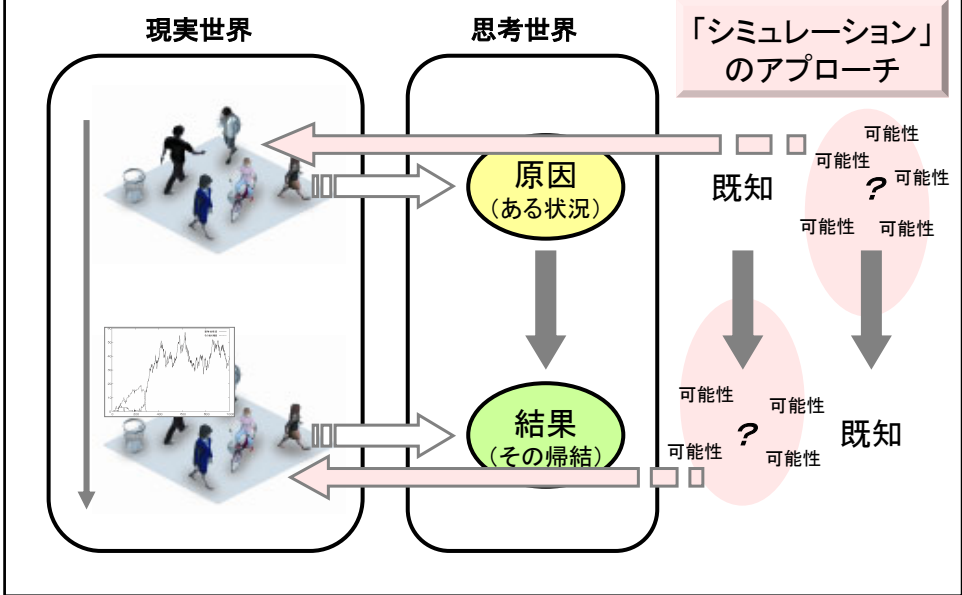 現実世界
思考世界
「シミュレーション」
のアプローチ
原因
(ある状況)
既知
可能性
可能性
?
可能性
可能性
可能性
結果
(その帰結)
可能性
可能性
?
可能性
可能性
既知